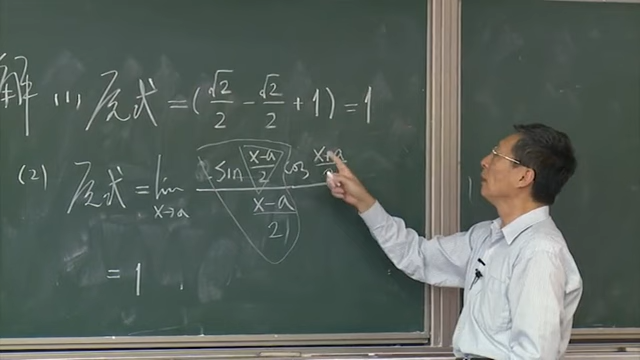 解 (1) 原式 = (√2/2 - √2/2 + 1) = 1
(2) 原式 = lim x→a sin (x-a)/2 cos (x+a)/2 / (x-a)/2
= 1